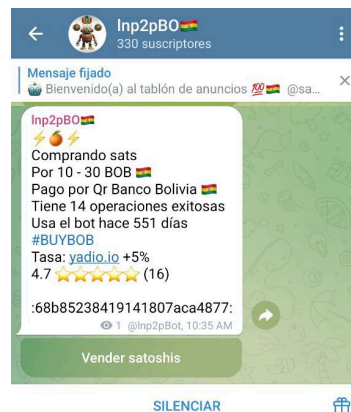 lnp2pBO🇧🇴
330 suscriptores
Mensaje fijado
🤖 Bienvenido(a) al tablón de anuncios 💯🇧🇴 @sa...
lnp2pBO🇧🇴
⚡🍊⚡
Comprando sats
Por 10 - 30 BOB 🇧🇴
Pago por Qr Banco Bolivia 🇧🇴
Tiene 14 operaciones exitosas
Usa el bot hace 551 días
#BUYBOB
Tasa: yadio.io +5%
4.7 ⭐⭐⭐⭐⭐ (16)
:68b85238419141807aca4877:
1 @lnp2pBot, 10:35 AM
Vender satoshis
SILENCIAR